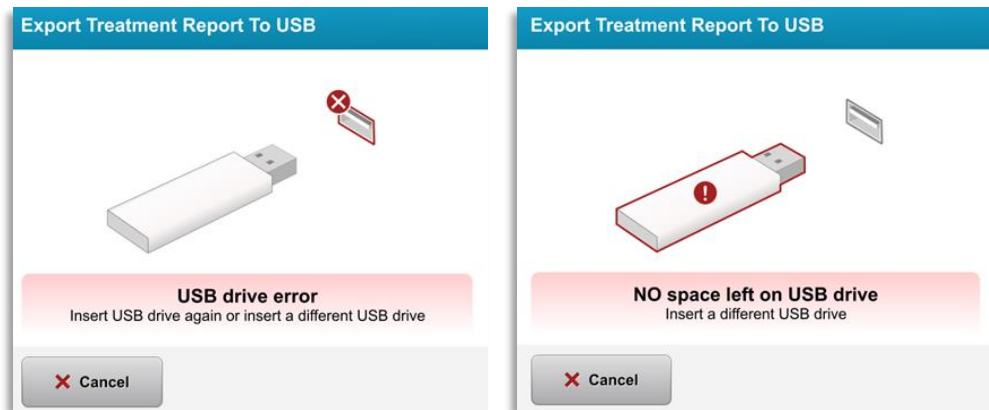 Export Treatment Report To USB
USB drive error
Insert USB drive again or insert a different USB drive
Cancel
Export Treatment Report To USB
NO space left on USB drive
Insert a different USB drive
Cancel